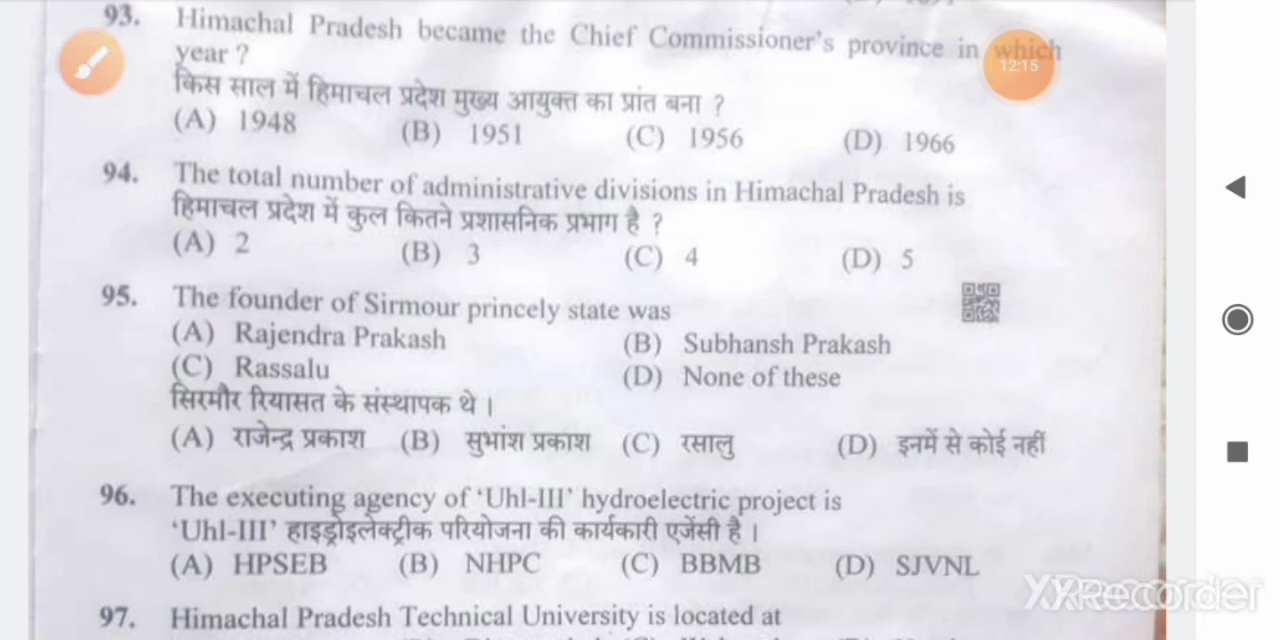 93. Himachal Pradesh became the Chief Commissioner's province in which
12:15
year ?
किस साल में हिमाचल प्रदेश मुख्य आयुक्त का प्रांत बना ?
(A) 1948 (B) 1951 (C) 1956 (D) 1966
94. The total number of administrative divisions in Himachal Pradesh is
हिमाचल प्रदेश में कुल कितने प्रशासनिक प्रभाग है ?
(A) 2 (B) 3 (C) 4 (D) 5
95. The founder of Sirmour princely state was
(A) Rajendra Prakash (B) Subhansh Prakash
(C) Rassalu (D) None of these
सिरमौर रियासत के संस्थापक थे ।
(A) राजेन्द्र प्रकाश (B) सुभांश प्रकाश (C) रसालु (D) इनमें से कोई नहीं
96. The executing agency of ‘Uhl-III’ hydroelectric project is
‘Uhl-III’ हाइड्रोइलेक्ट्रीक परियोजना की कार्यकारी एजेंसी है ।
(A) HPSEB (B) NHPC (C) BBMB (D) SJVNL
97. Himachal Pradesh Technical University is located at